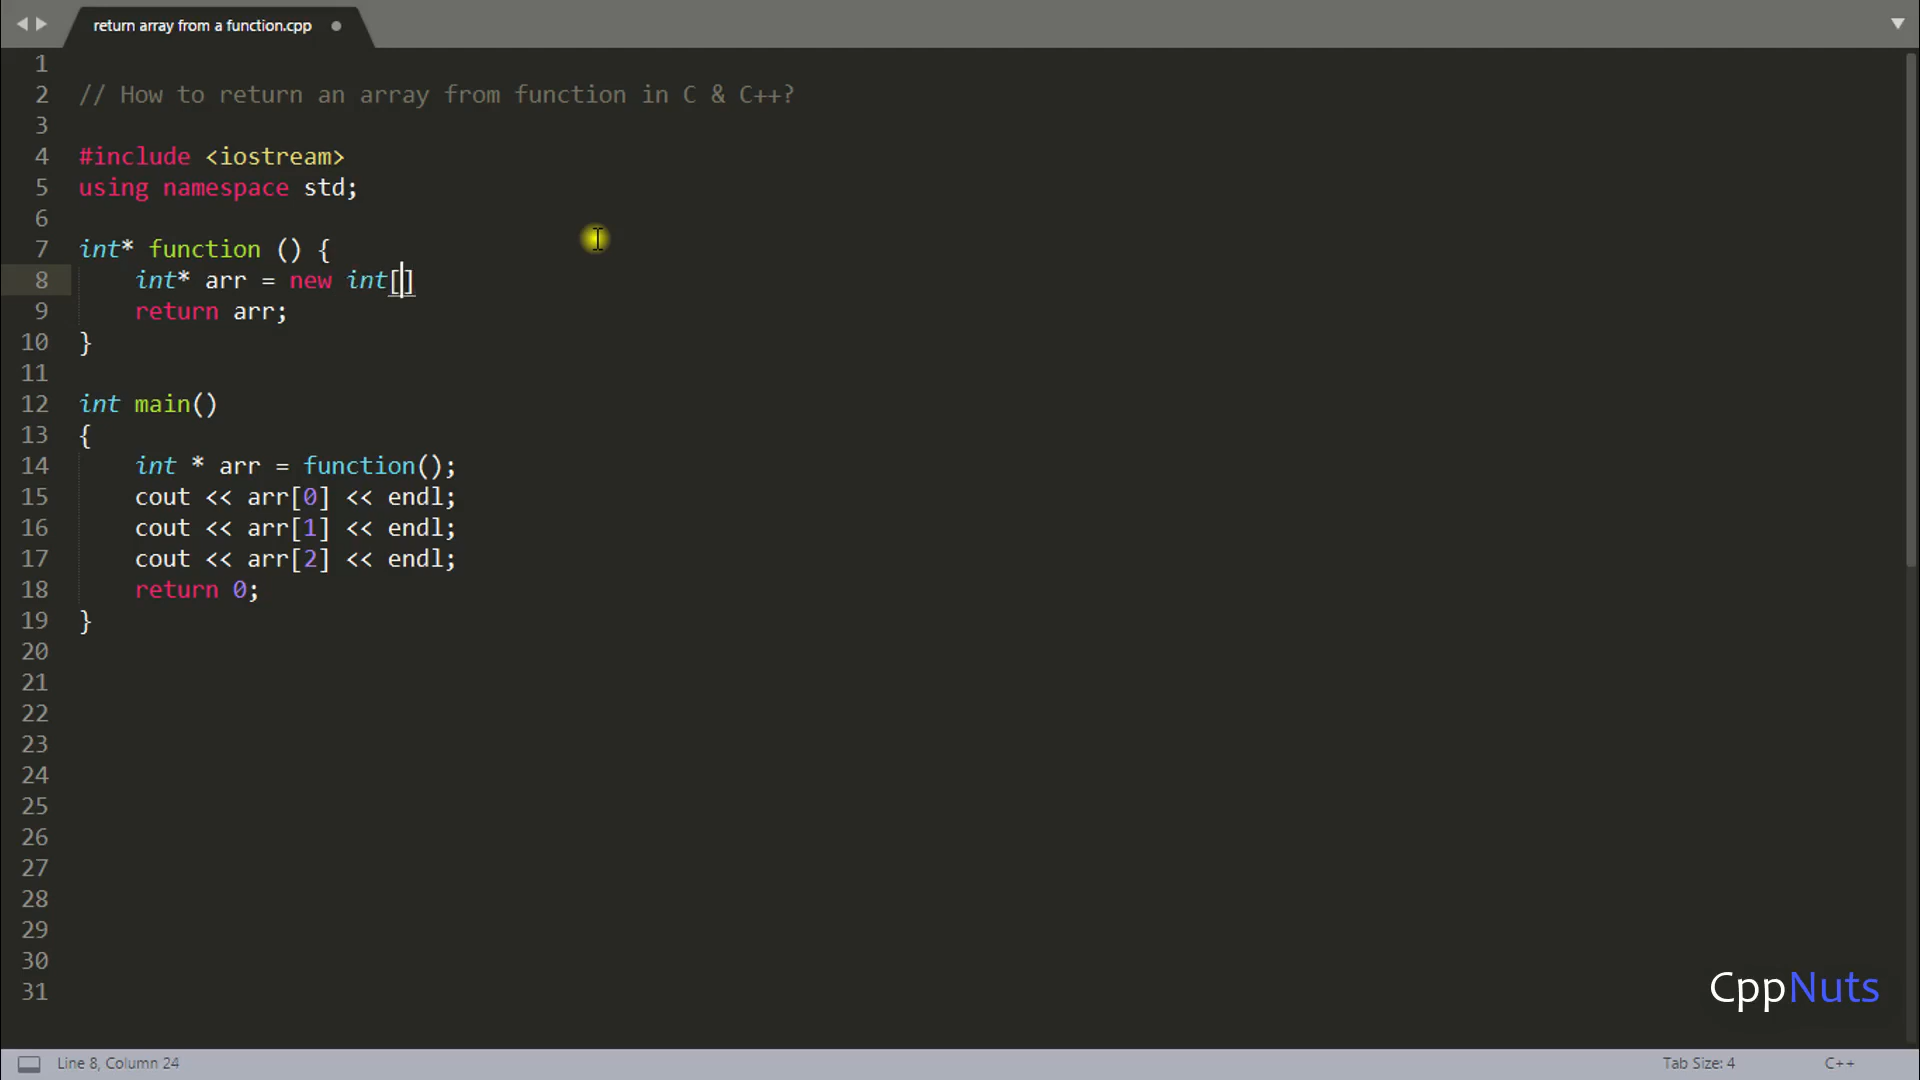 return array from a function.cpp
1
2 // How to return an array from function in C & C++?
3
4 #include <iostream>
5 using namespace std;
6
7 int* function () {
8 int* arr = new int[]
9 return arr;
10 }
11
12 int main()
13 {
14 int * arr = function();
15 cout << arr[0] << endl;
16 cout << arr[1] << endl;
17 cout << arr[2] << endl;
18 return 0;
19 }
20
21
22
23
24
25
26
27
28
29
30
31
CppNuts
Line 8, Column 24 Tab Size: 4 C++